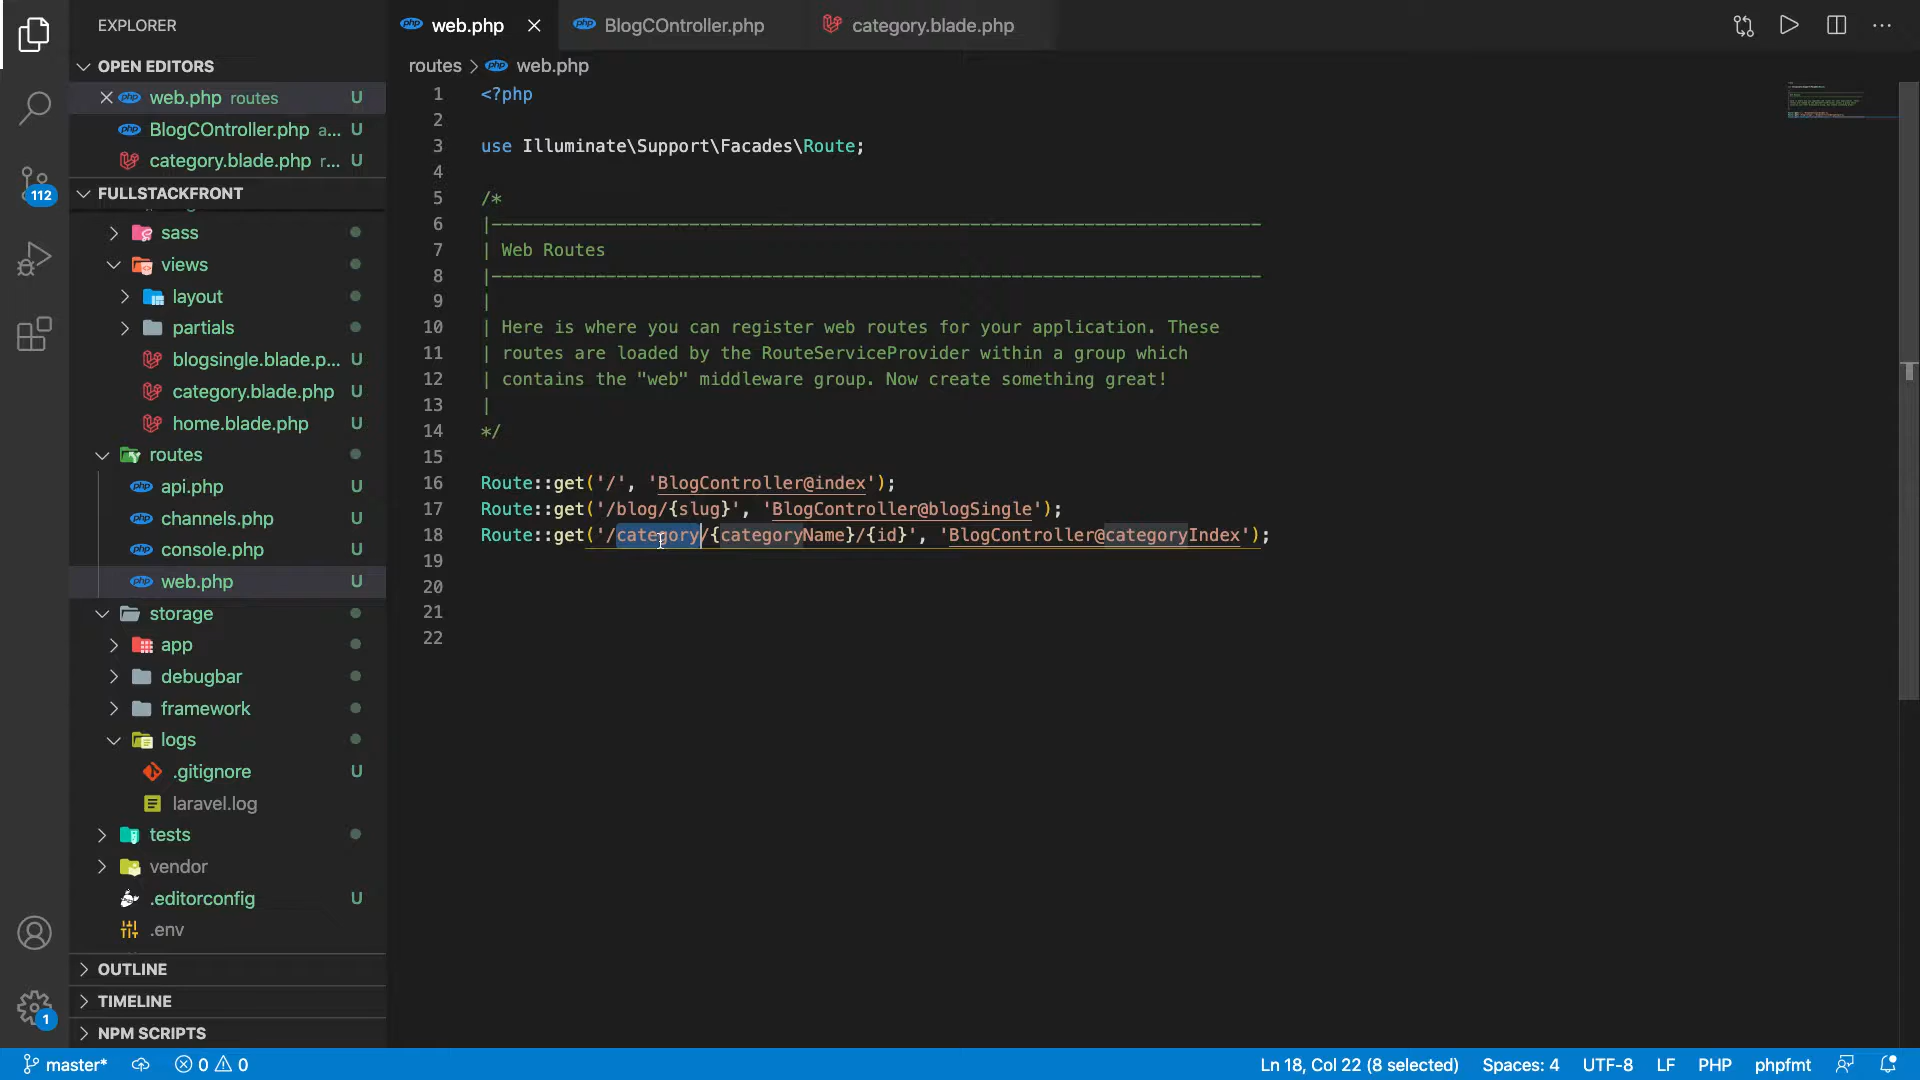 EXPLORER
web.php
BlogCOntroller.php
category.blade.php
OPEN EDITORS
web.php routes U
BlogCOntroller.php a... U
category.blade.php r... U
112
FULLSTACKFRONT
sass
views
layout
partials
blogsingle.blade.p... U
category.blade.php U
home.blade.php U
routes
api.php U
channels.php U
console.php U
web.php U
storage
app
debugbar
framework
logs
.gitignore U
laravel.log
tests
vendor
.editorconfig U
.env
OUTLINE
TIMELINE
1
NPM SCRIPTS
routes > web.php
1 <?php
2
3 use Illuminate\Support\Facades\Route;
4
5 /*
6 |--------------------------------------------------------------------------
7 | Web Routes
8 |--------------------------------------------------------------------------
9 |
10 | Here is where you can register web routes for your application. These
11 | routes are loaded by the RouteServiceProvider within a group which
12 | contains the "web" middleware group. Now create something great!
13 |
14 */
15
16 Route::get('/', 'BlogController@index');
17 Route::get('/blog/{slug}', 'BlogController@blogSingle');
18 Route::get('/category/{categoryName}/{id}', 'BlogController@categoryIndex');
19
20
21
22
master* 0 0 Ln 18, Col 22 (8 selected) Spaces: 4 UTF-8 LF PHP phpfmt